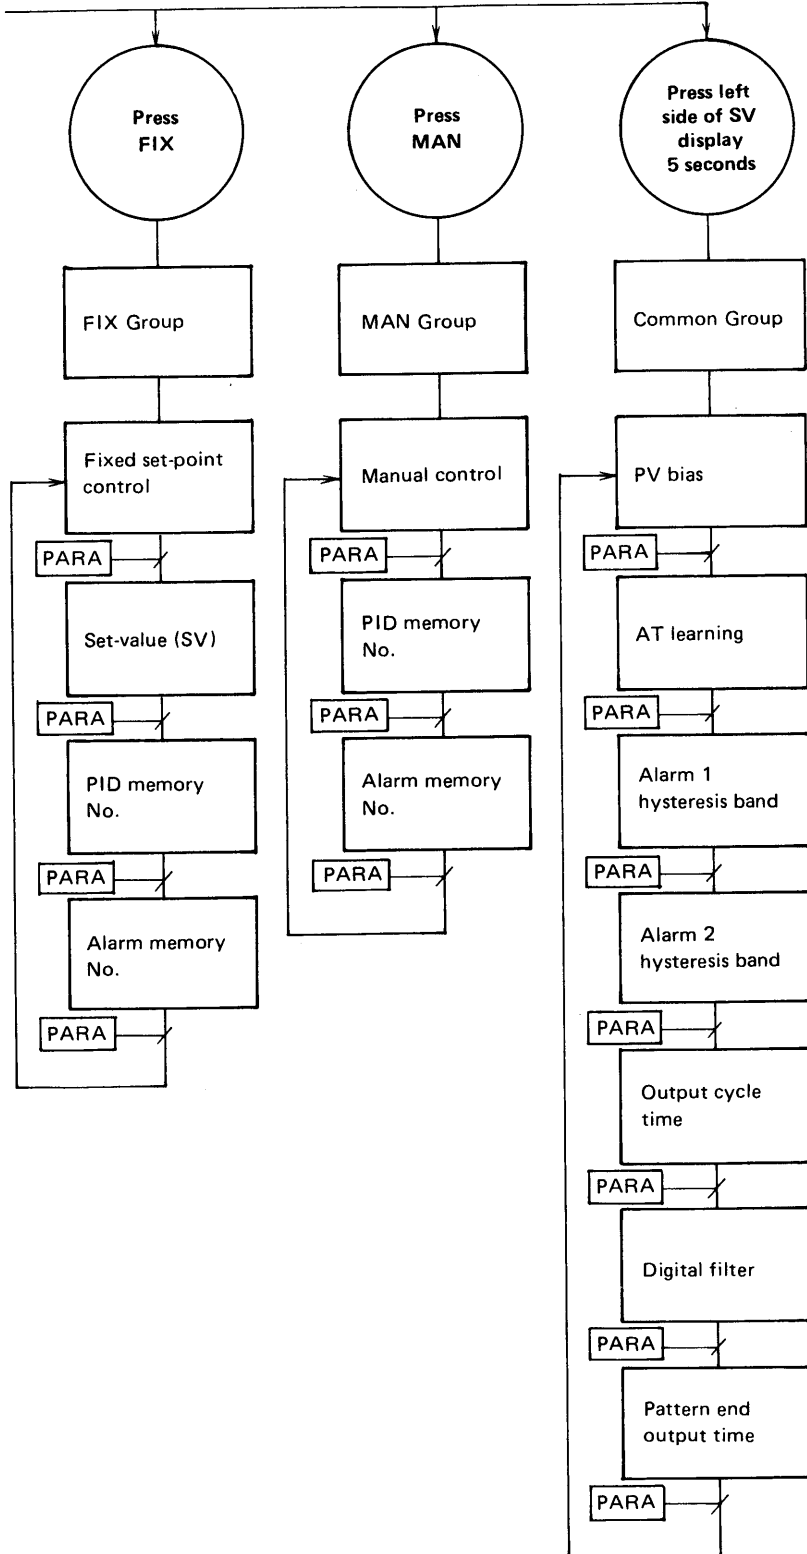 Press
FIX
FIX Group
Fixed set-point
control
PARA
Set-value (SV)
PARA
PID memory
No.
PARA
Alarm memory
No.
PARA
Press
MAN
MAN Group
Manual control
PARA
PID memory
No.
PARA
Alarm memory
No.
PARA
Press left
side of SV
display
5 seconds
Common Group
PV bias
PARA
AT learning
PARA
Alarm 1
hysteresis band
PARA
Alarm 2
hysteresis band
PARA
Output cycle
time
PARA
Digital filter
PARA
Pattern end
output time
PARA